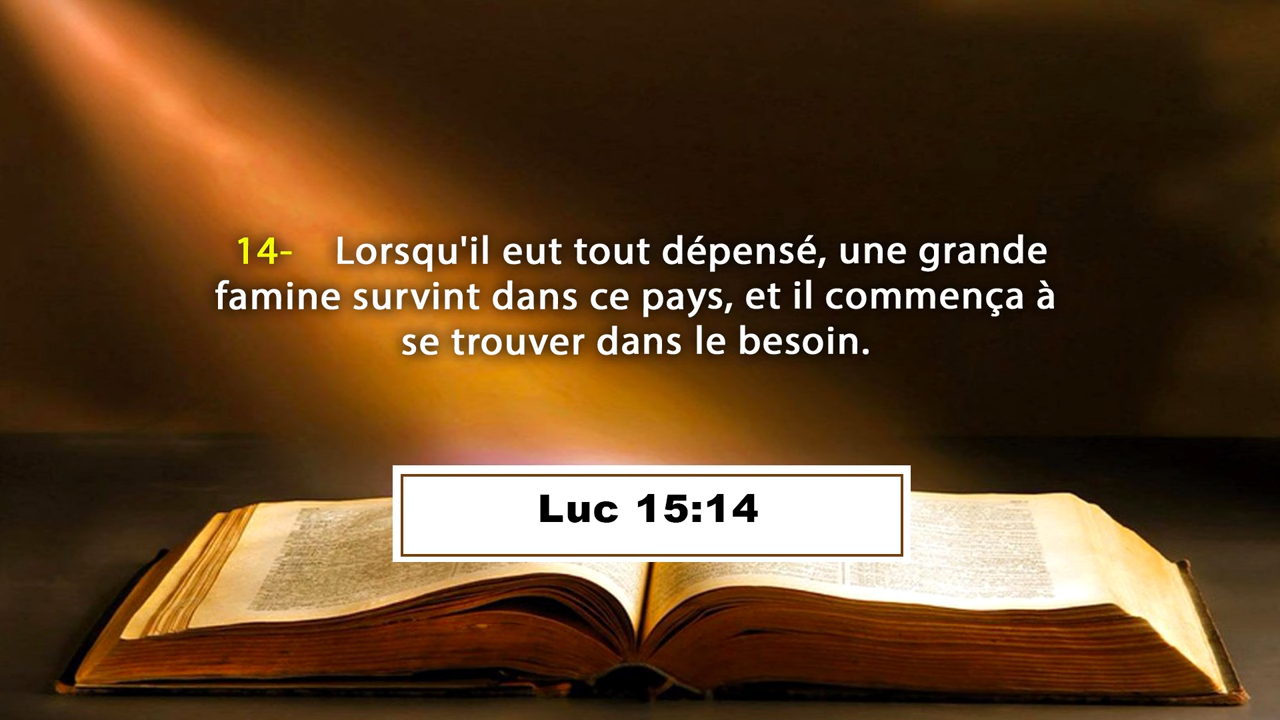 14- Lorsqu'il eut tout dépensé, une grande
famine survint dans ce pays, et il commença à
se trouver dans le besoin.
Luc 15:14